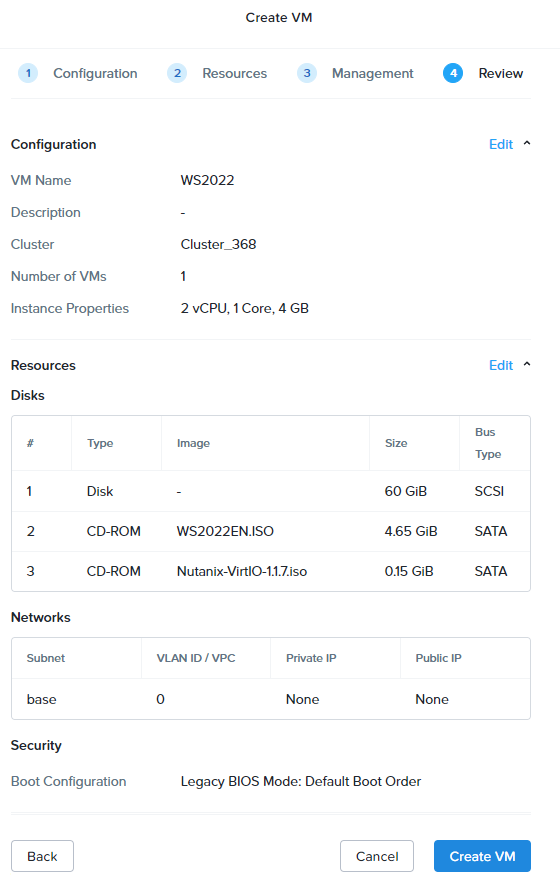 Create VM
1 Configuration 2 Resources 3 Management 4 Review
Configuration Edit
VM Name WS2022
Description -
Cluster Cluster_368
Number of VMs 1
Instance Properties 2 vCPU, 1 Core, 4 GB
Resources Edit
Disks
# Type Image Size Bus Type
1 Disk - 60 GiB SCSI
2 CD-ROM WS2022EN.ISO 4.65 GiB SATA
3 CD-ROM Nutanix-VirtIO-1.1.7.iso 0.15 GiB SATA
Networks
Subnet VLAN ID / VPC Private IP Public IP
base 0 None None
Security
Boot Configuration Legacy BIOS Mode: Default Boot Order
Back Cancel Create VM